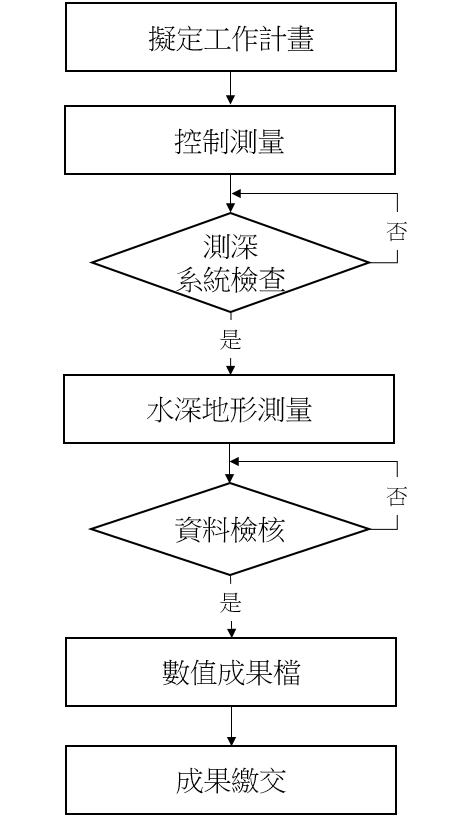 擬定工作計畫
控制測量
否
測深
系統檢查
是
水深地形測量
否
資料檢核
是
數值成果檔
成果繳交